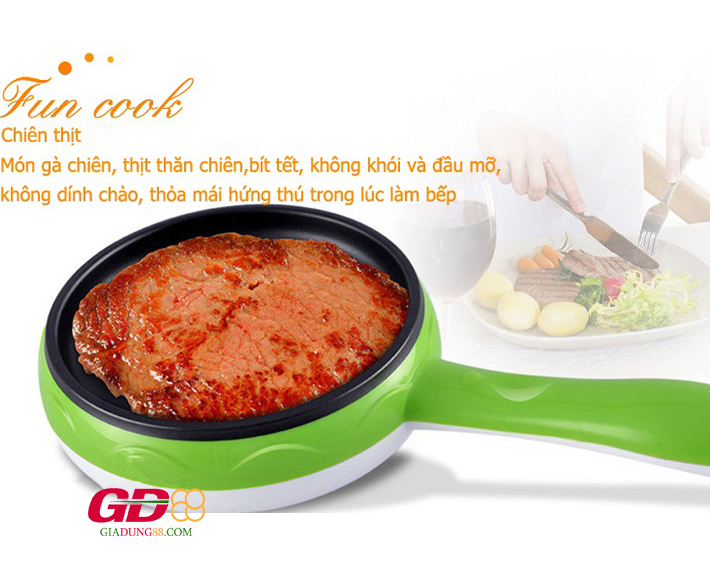 Fun cook
Chiên thịt
Món gà chiên, thịt thăn chiên,bít tết, không khói và đầu mỡ,
không dính chảo, thỏa mái hứng thú trong lúc làm bếp
GD88
GIADUNG88.COM